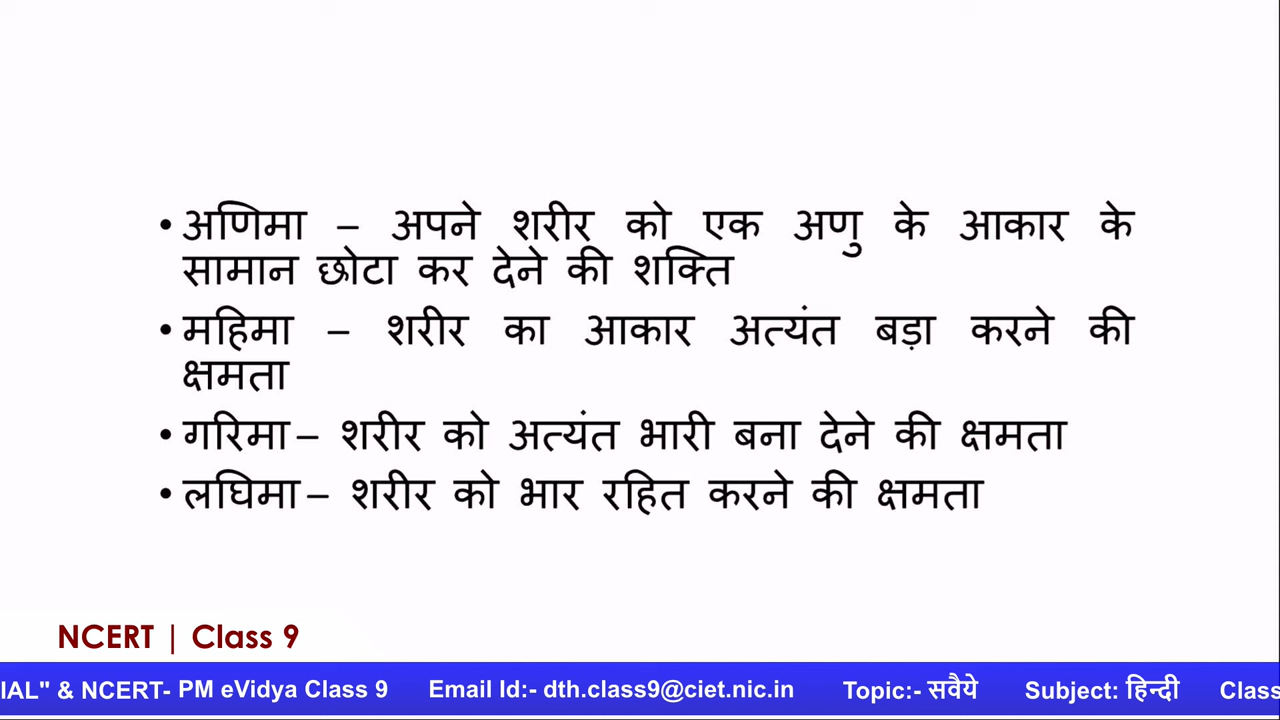 • अणिमा – अपने शरीर को एक अणु के आकार के
सामान छोटा कर देने की शक्ति
• महिमा – शरीर का आकार अत्यंत बड़ा करने की
क्षमता
• गरिमा – शरीर को अत्यंत भारी बना देने की क्षमता
• लघिमा – शरीर को भार रहित करने की क्षमता
NCERT | Class 9
IAL" & NCERT- PM eVidya Class 9 Email Id:- dth.class9@ciet.nic.in Topic:- सवैये Subject: हिन्दी Class